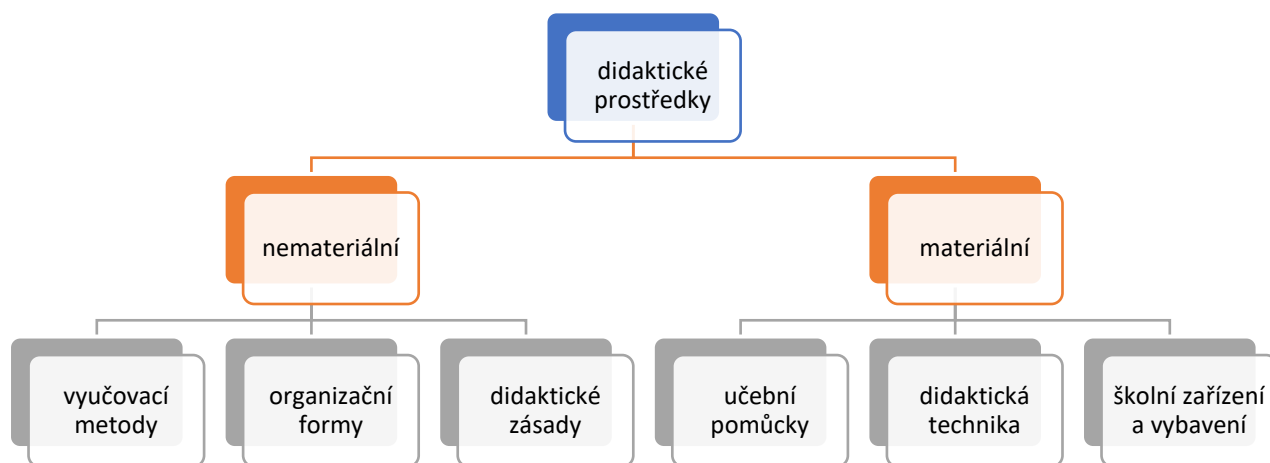 didaktické
prostředky
nemateriální
materiální
vyučovací
metody
organizační
formy
didaktické
zásady
učební
pomůcky
didaktická
technika
školní zařízení
a vybavení